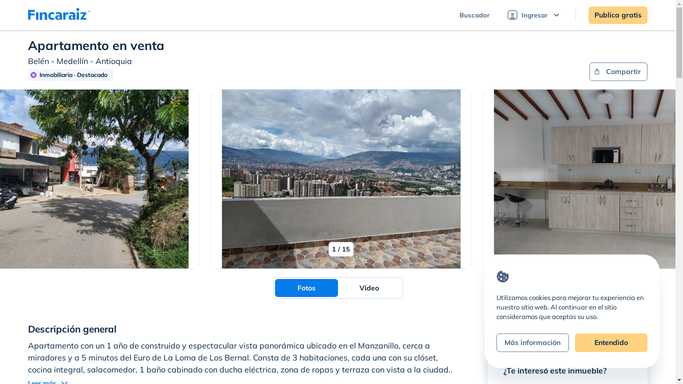 Fincaraiz
Buscador
Ingresar
Publica gratis
Apartamento en venta
Belén - Medellín - Antioquia
Inmobiliaria · Destacado
Compartir
1 / 15
Fotos
Video
Utilizamos cookies para mejorar tu experiencia en
nuestro sitio web. Al continuar en el sitio
consideramos que aceptas su uso.
Más información
Entendido
Descripción general
Apartamento con un 1 año de construido y espectacular vista panorámica ubicado en el Manzanillo, cerca a
miradores y a 5 minutos del Euro de La Loma de Los Bernal. Consta de 3 habitaciones, cada una con su clóset,
cocina integral, salacomedor, 1 baño cabinado con ducha eléctrica, zona de ropas y terraza con vista a la ciudad..
Leer más
¿Te interesó este inmueble?